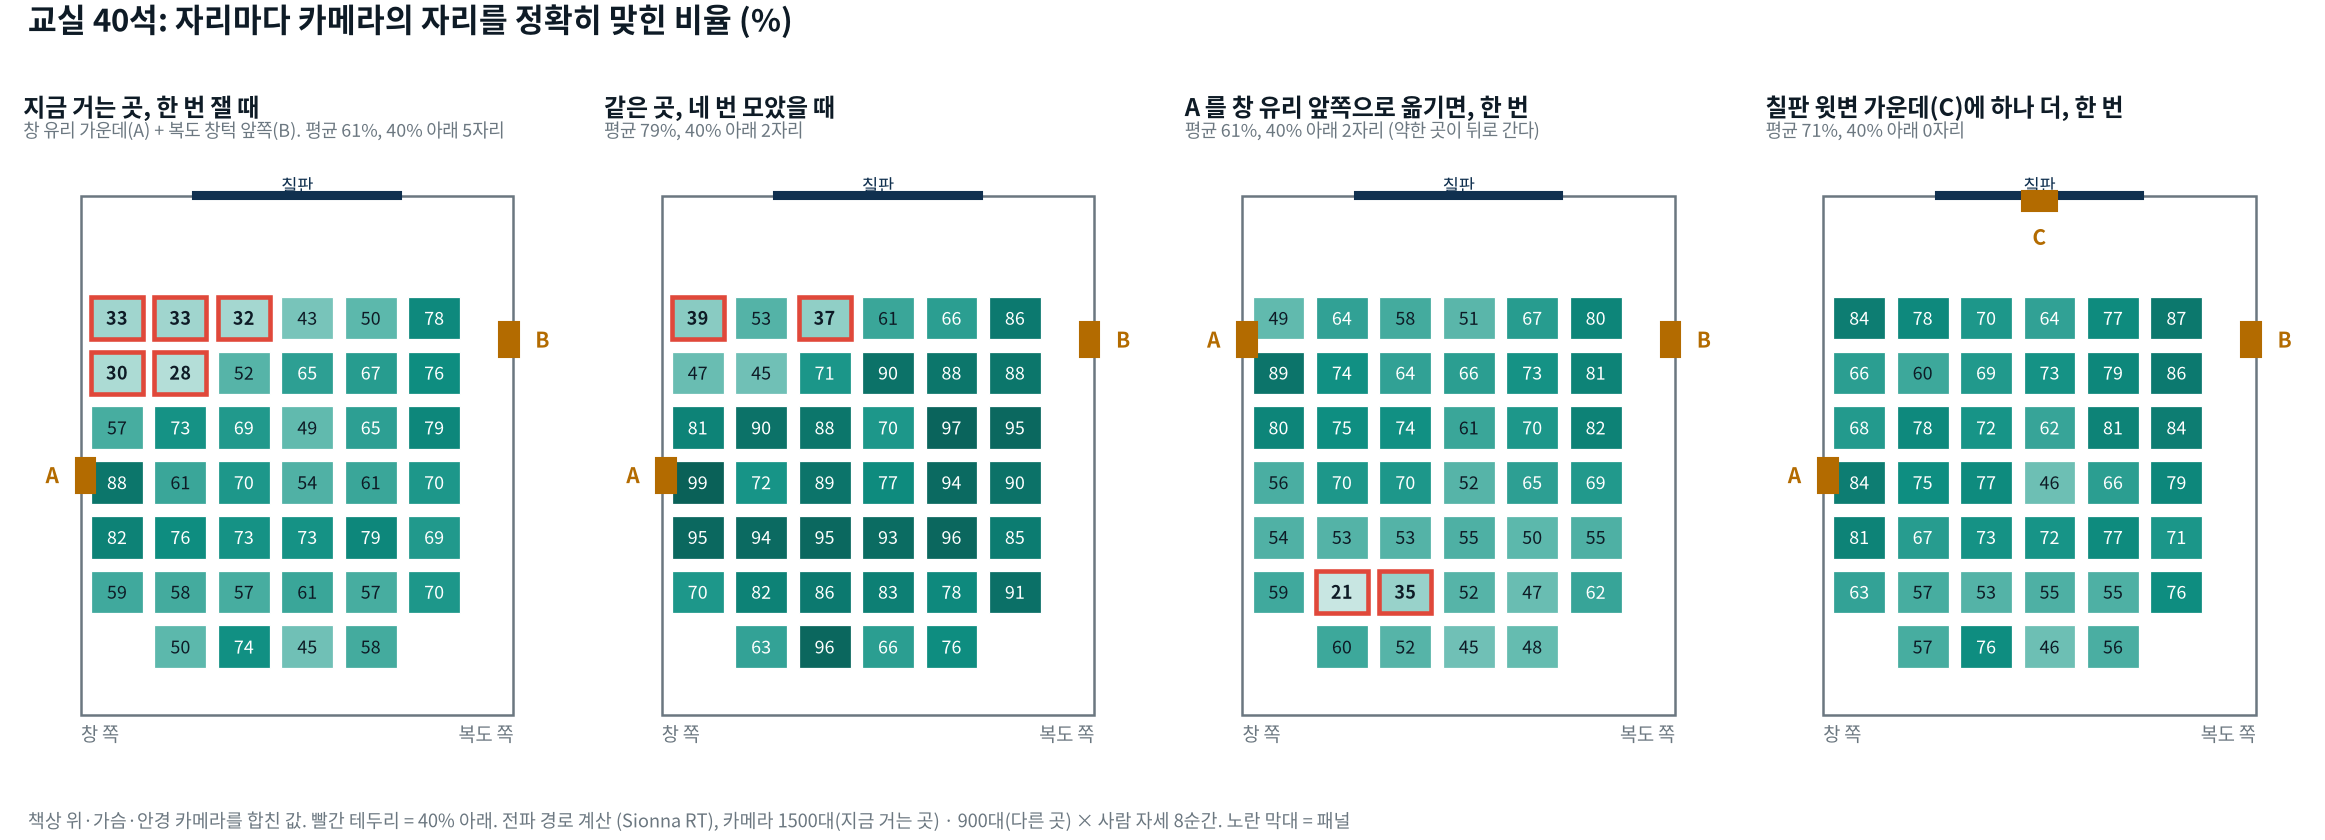 교실 40석: 자리마다 카메라의 자리를 정확히 맞힌 비율 (%)
지금 거는 곳, 한 번 잴 때
창 유리 가운데(A) + 복도 창턱 앞쪽(B). 평균 61%, 40% 아래 5자리
칠판
33 33 32 43 50 78
B
30 28 52 65 67 76
57 73 69 49 65 79
A
88 61 70 54 61 70
82 76 73 73 79 69
59 58 57 61 57 70
50 74 45 58
창 쪽 복도 쪽
같은 곳, 네 번 모았을 때
평균 79%, 40% 아래 2자리
칠판
39 53 37 61 66 86
B
47 45 71 90 88 88
81 90 88 70 97 95
A
99 72 89 77 94 90
95 94 95 93 96 85
70 82 86 83 78 91
63 96 66 76
창 쪽 복도 쪽
A 를 창 유리 앞쪽으로 옮기면, 한 번
평균 61%, 40% 아래 2자리 (약한 곳이 뒤로 간다)
칠판
49 64 58 51 67 80
A B
89 74 64 66 73 81
80 75 74 61 70 82
56 70 70 52 65 69
54 53 53 55 50 55
59 21 35 52 47 62
60 52 45 48
창 쪽 복도 쪽
칠판 윗변 가운데(C)에 하나 더, 한 번
평균 71%, 40% 아래 0자리
칠판
C
84 78 70 64 77 87
B
66 60 69 73 79 86
68 78 72 62 81 84
A
84 75 77 46 66 79
81 67 73 72 77 71
63 57 53 55 55 76
57 76 46 56
창 쪽 복도 쪽
책상 위·가슴·안경 카메라를 합친 값. 빨간 테두리 = 40% 아래. 전파 경로 계산 (Sionna RT), 카메라 1500대(지금 거는 곳) · 900대(다른 곳) × 사람 자세 8순간. 노란 막대 = 패널